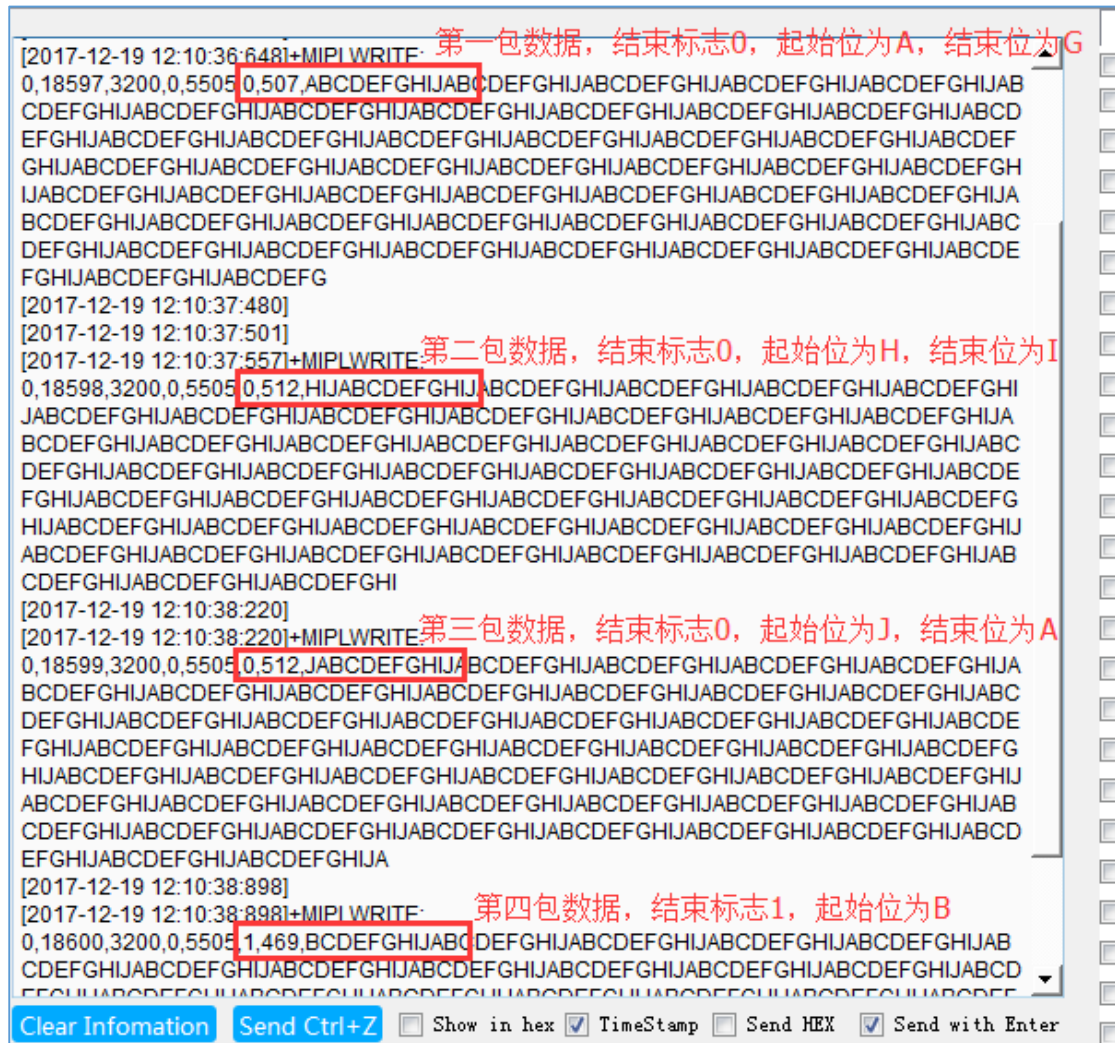 [2017-12-19 12:10:36:648]+MIPLWRITE: 第一包数据，结束标志0，起始位为A，结束位为G
0,18597,3200,0,5505,0,507,ABCDEFGHIJABCDEFGHIJABCDEFGHIJABCDEFGHIJABCDEFGHIJAB
CDEFGHIJABCDEFGHIJABCDEFGHIJABCDEFGHIJABCDEFGHIJABCDEFGHIJABCDEFGHIJABCD
EFGHIJABCDEFGHIJABCDEFGHIJABCDEFGHIJABCDEFGHIJABCDEFGHIJABCDEFGHIJABCDEF
GHIJABCDEFGHIJABCDEFGHIJABCDEFGHIJABCDEFGHIJABCDEFGHIJABCDEFGHIJABCDEFGH
IJABCDEFGHIJABCDEFGHIJABCDEFGHIJABCDEFGHIJABCDEFGHIJABCDEFGHIJABCDEFGHIJA
BCDEFGHIJABCDEFGHIJABCDEFGHIJABCDEFGHIJABCDEFGHIJABCDEFGHIJABCDEFGHIJABC
DEFGHIJABCDEFGHIJABCDEFGHIJABCDEFGHIJABCDEFGHIJABCDEFGHIJABCDEFGHIJABCDE
FGHIJABCDEFGHIJABCDEFG
[2017-12-19 12:10:37:480]
[2017-12-19 12:10:37:501]
[2017-12-19 12:10:37:557]+MIPLWRITE: 第二包数据，结束标志0，起始位为H，结束位为I
0,18598,3200,0,5505,0,512,HIJABCDEFGHIJABCDEFGHIJABCDEFGHIJABCDEFGHIJABCDEFGHI
JABCDEFGHIJABCDEFGHIJABCDEFGHIJABCDEFGHIJABCDEFGHIJABCDEFGHIJABCDEFGHIJA
BCDEFGHIJABCDEFGHIJABCDEFGHIJABCDEFGHIJABCDEFGHIJABCDEFGHIJABCDEFGHIJABC
DEFGHIJABCDEFGHIJABCDEFGHIJABCDEFGHIJABCDEFGHIJABCDEFGHIJABCDEFGHIJABCDE
FGHIJABCDEFGHIJABCDEFGHIJABCDEFGHIJABCDEFGHIJABCDEFGHIJABCDEFGHIJABCDEFG
HIJABCDEFGHIJABCDEFGHIJABCDEFGHIJABCDEFGHIJABCDEFGHIJABCDEFGHIJABCDEFGHIJ
ABCDEFGHIJABCDEFGHIJABCDEFGHIJABCDEFGHIJABCDEFGHIJABCDEFGHIJABCDEFGHIJAB
CDEFGHIJABCDEFGHIJABCDEFGHI
[2017-12-19 12:10:38:220]
[2017-12-19 12:10:38:220]+MIPLWRITE: 第三包数据，结束标志0，起始位为J，结束位为A
0,18599,3200,0,5505,0,512,JABCDEFGHIJABCDEFGHIJABCDEFGHIJABCDEFGHIJABCDEFGHIJA
BCDEFGHIJABCDEFGHIJABCDEFGHIJABCDEFGHIJABCDEFGHIJABCDEFGHIJABCDEFGHIJABC
DEFGHIJABCDEFGHIJABCDEFGHIJABCDEFGHIJABCDEFGHIJABCDEFGHIJABCDEFGHIJABCDE
FGHIJABCDEFGHIJABCDEFGHIJABCDEFGHIJABCDEFGHIJABCDEFGHIJABCDEFGHIJABCDEFG
HIJABCDEFGHIJABCDEFGHIJABCDEFGHIJABCDEFGHIJABCDEFGHIJABCDEFGHIJABCDEFGHIJ
ABCDEFGHIJABCDEFGHIJABCDEFGHIJABCDEFGHIJABCDEFGHIJABCDEFGHIJABCDEFGHIJAB
CDEFGHIJABCDEFGHIJABCDEFGHIJABCDEFGHIJABCDEFGHIJABCDEFGHIJABCDEFGHIJABCD
EFGHIJABCDEFGHIJABCDEFGHIJA
[2017-12-19 12:10:38:898]
[2017-12-19 12:10:38:898]+MIPLWRITE: 第四包数据，结束标志1，起始位为B
0,18600,3200,0,5505,1,469,BCDEFGHIJABCDEFGHIJABCDEFGHIJABCDEFGHIJABCDEFGHIJAB
CDEFGHIJABCDEFGHIJABCDEFGHIJABCDEFGHIJABCDEFGHIJABCDEFGHIJABCDEFGHIJABCD
Clear Infomation Send Ctrl+Z Show in hex TimeStamp Send HEX Send with Enter